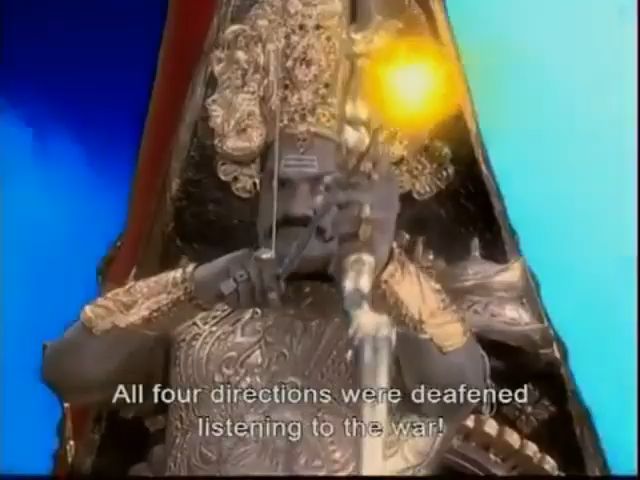 All four directions were deafened
listening to the war!